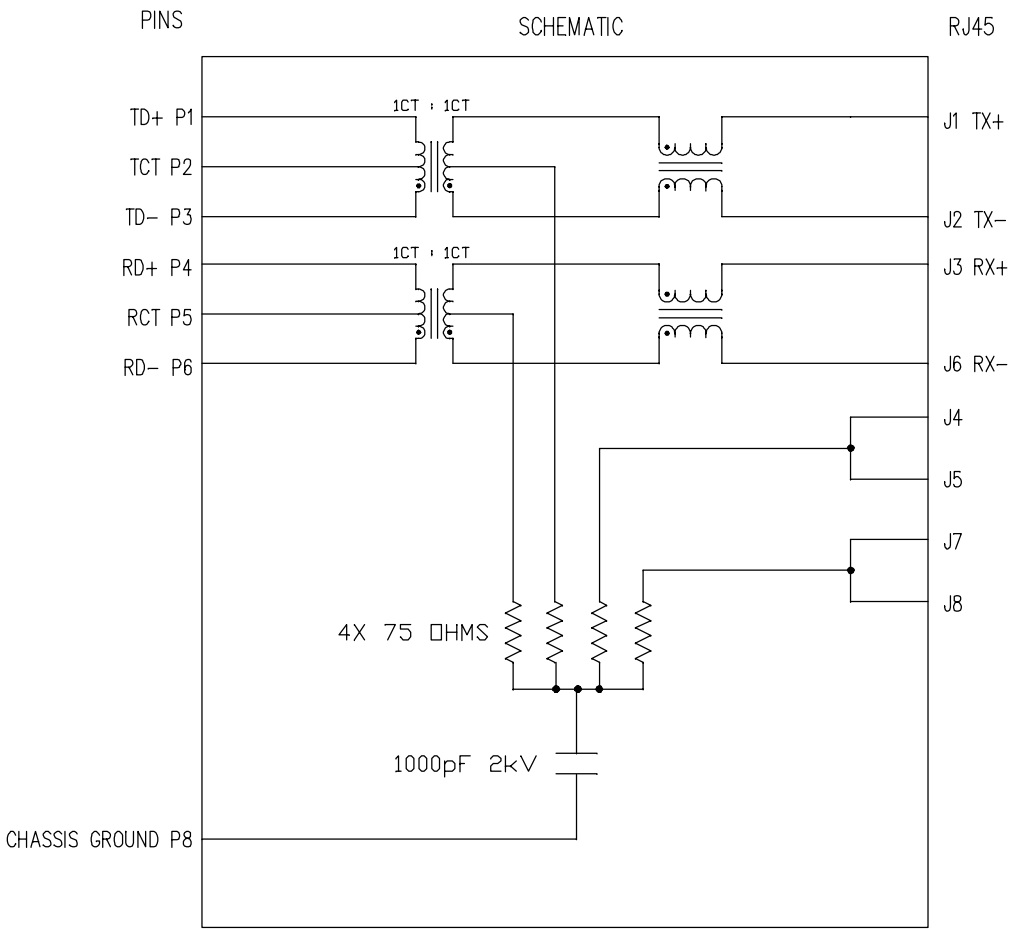 PINS
SCHEMATIC
RJ45
1CT : 1CT
TD+ P1
J1 TX+
TCT P2
TD- P3
J2 TX-
1CT : 1CT
RD+ P4
J3 RX+
RCT P5
RD- P6
J6 RX-
J4
J5
J7
J8
4X 75 OHMS
1000pF 2kV
CHASSIS GROUND P8